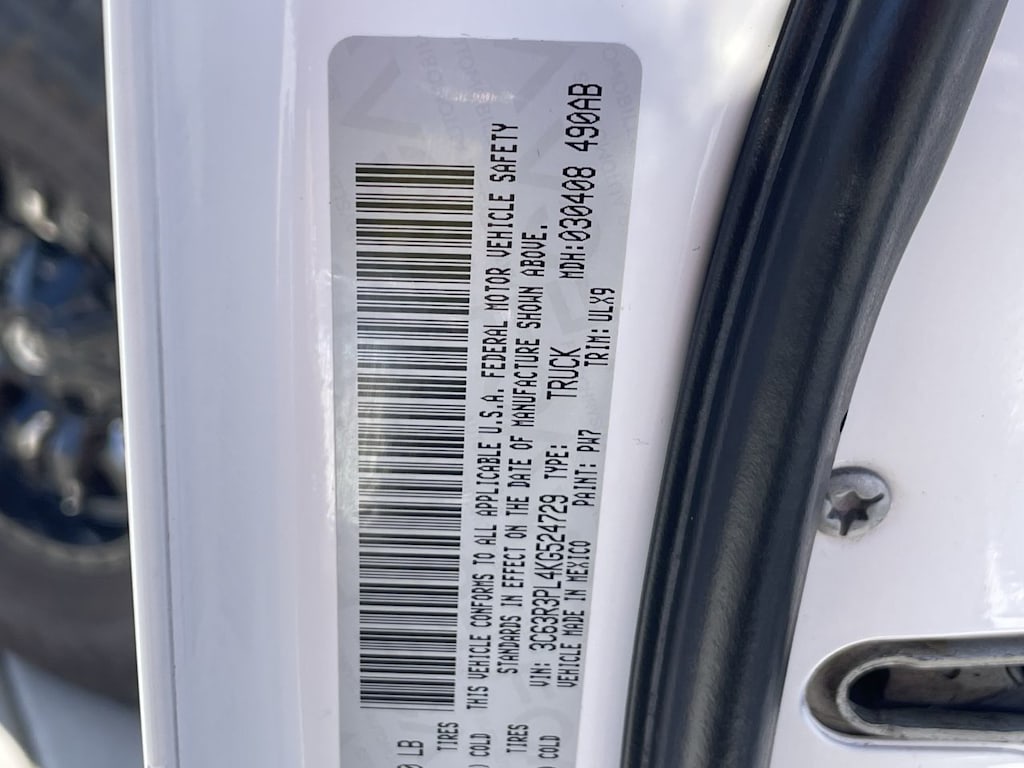 0 LB
TIRES
COLD
TIRES
COLD
THIS VEHICLE CONFORMS TO ALL APPLICABLE U.S.A. FEDERAL MOTOR VEHICLE SAFETY
STANDARDS IN EFFECT ON THE DATE OF MANUFACTURE SHOWN ABOVE.
VIN: 3C63R3PL4KG524729 TYPE: TRUCK MDH:030408 490AB
VEHICLE MADE IN MEXICO PAINT: PW7 TRIM: ULX9